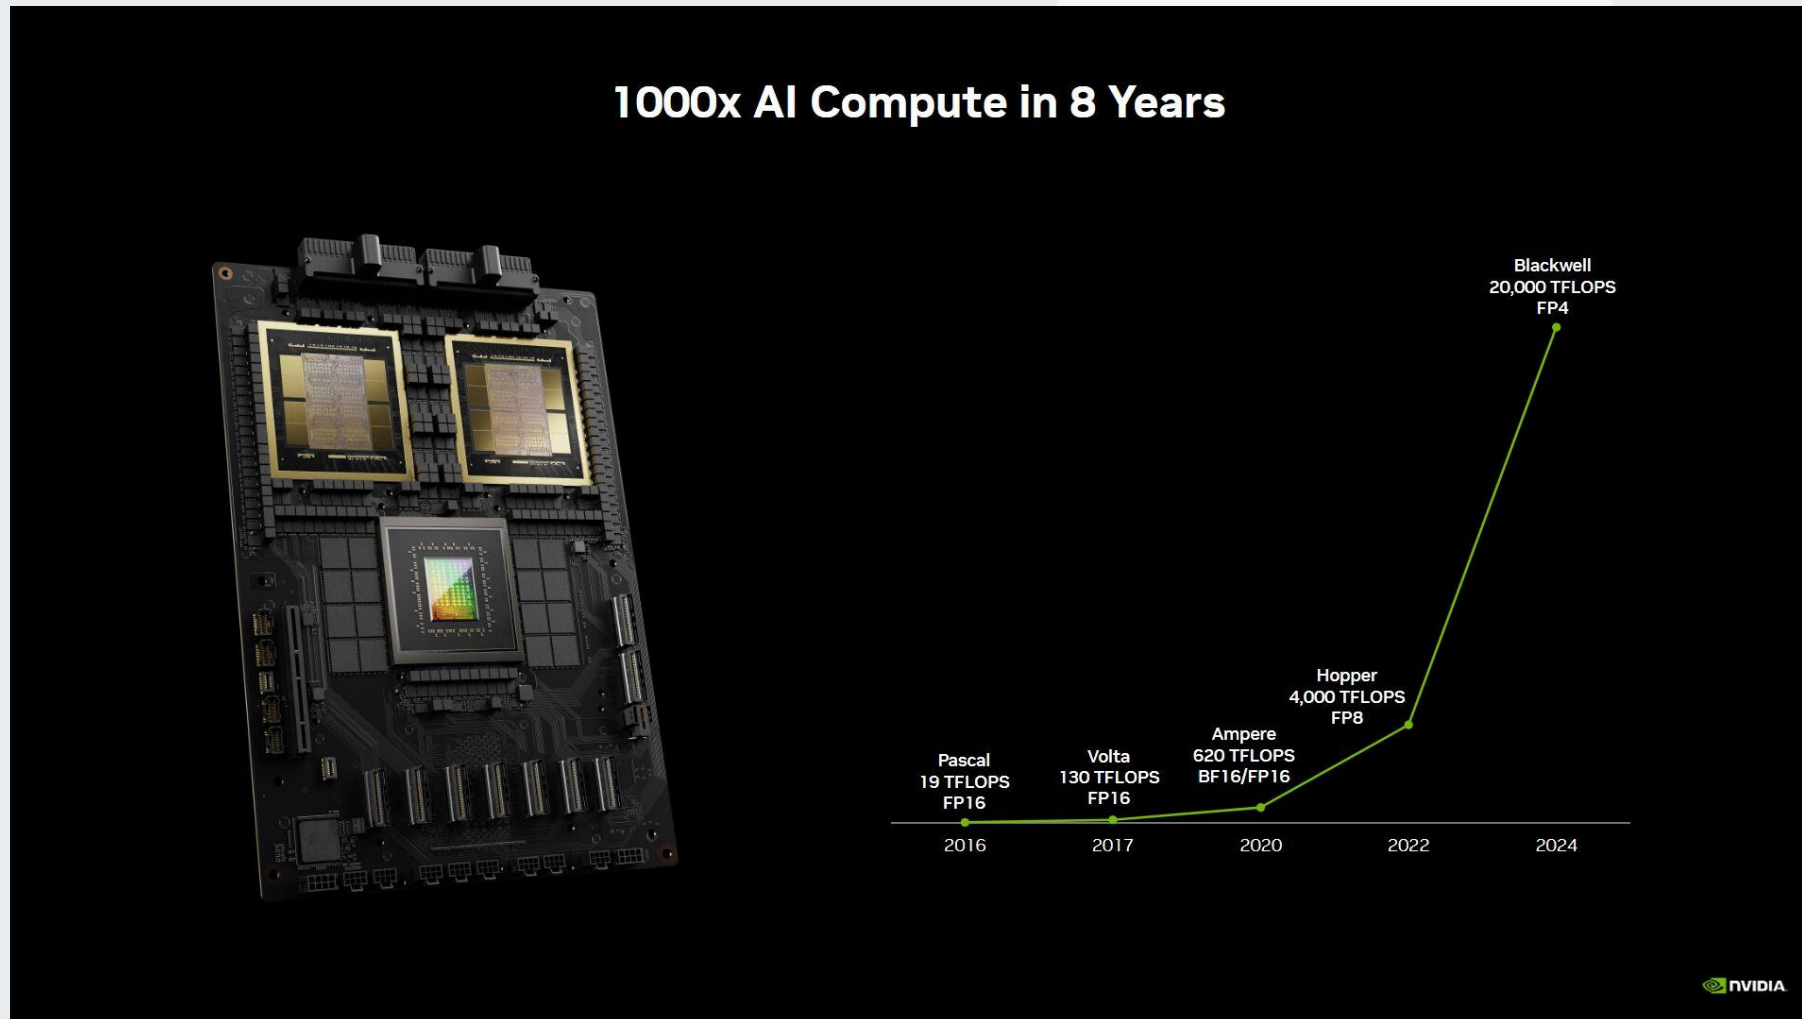 1000x AI Compute in 8 Years
Blackwell
20,000 TFLOPS
FP4
Hopper
4,000 TFLOPS
FP8
Ampere
620 TFLOPS
BF16/FP16
Volta
130 TFLOPS
FP16
Pascal
19 TFLOPS
FP16
2016
2017
2020
2022
2024
NVIDIA